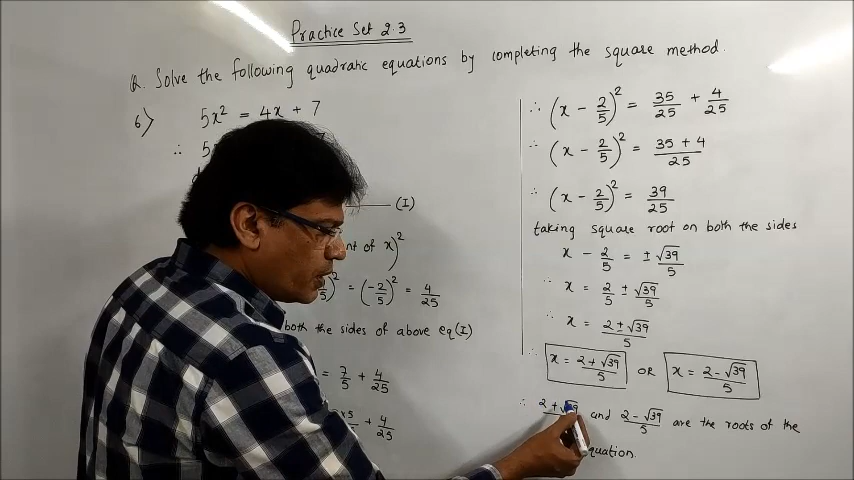 Practice Set 2.3
Q. Solve the following quadratic equations by completing the square method.
6) 5x² = 4x + 7
∴
(I)
of x)²
)² = (-2/5)² = 4/25
both the sides of above eq(I)
= 7/5 + 4/25
+ 4/25
∴ (x - 2/5)² = 35/25 + 4/25
∴ (x - 2/5)² = (35 + 4)/25
∴ (x - 2/5)² = 39/25
taking square root on both the sides
x - 2/5 = ± √39/5
∴ x = 2/5 ± √39/5
∴ x = (2 ± √39)/5
∴ x = (2 + √39)/5 OR x = (2 - √39)/5
∴ 2 + √39 and (2 - √39)/5 are the roots of the
quation.